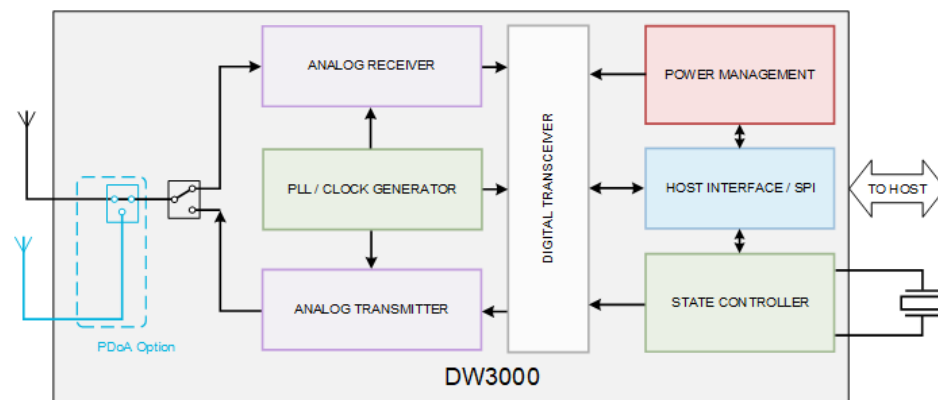 ANALOG RECEIVER
POWER MANAGEMENT
DIGITAL TRANSCEIVER
PLL / CLOCK GENERATOR
HOST INTERFACE / SPI
TO HOST
ANALOG TRANSMITTER
STATE CONTROLLER
PDoA Option
DW3000